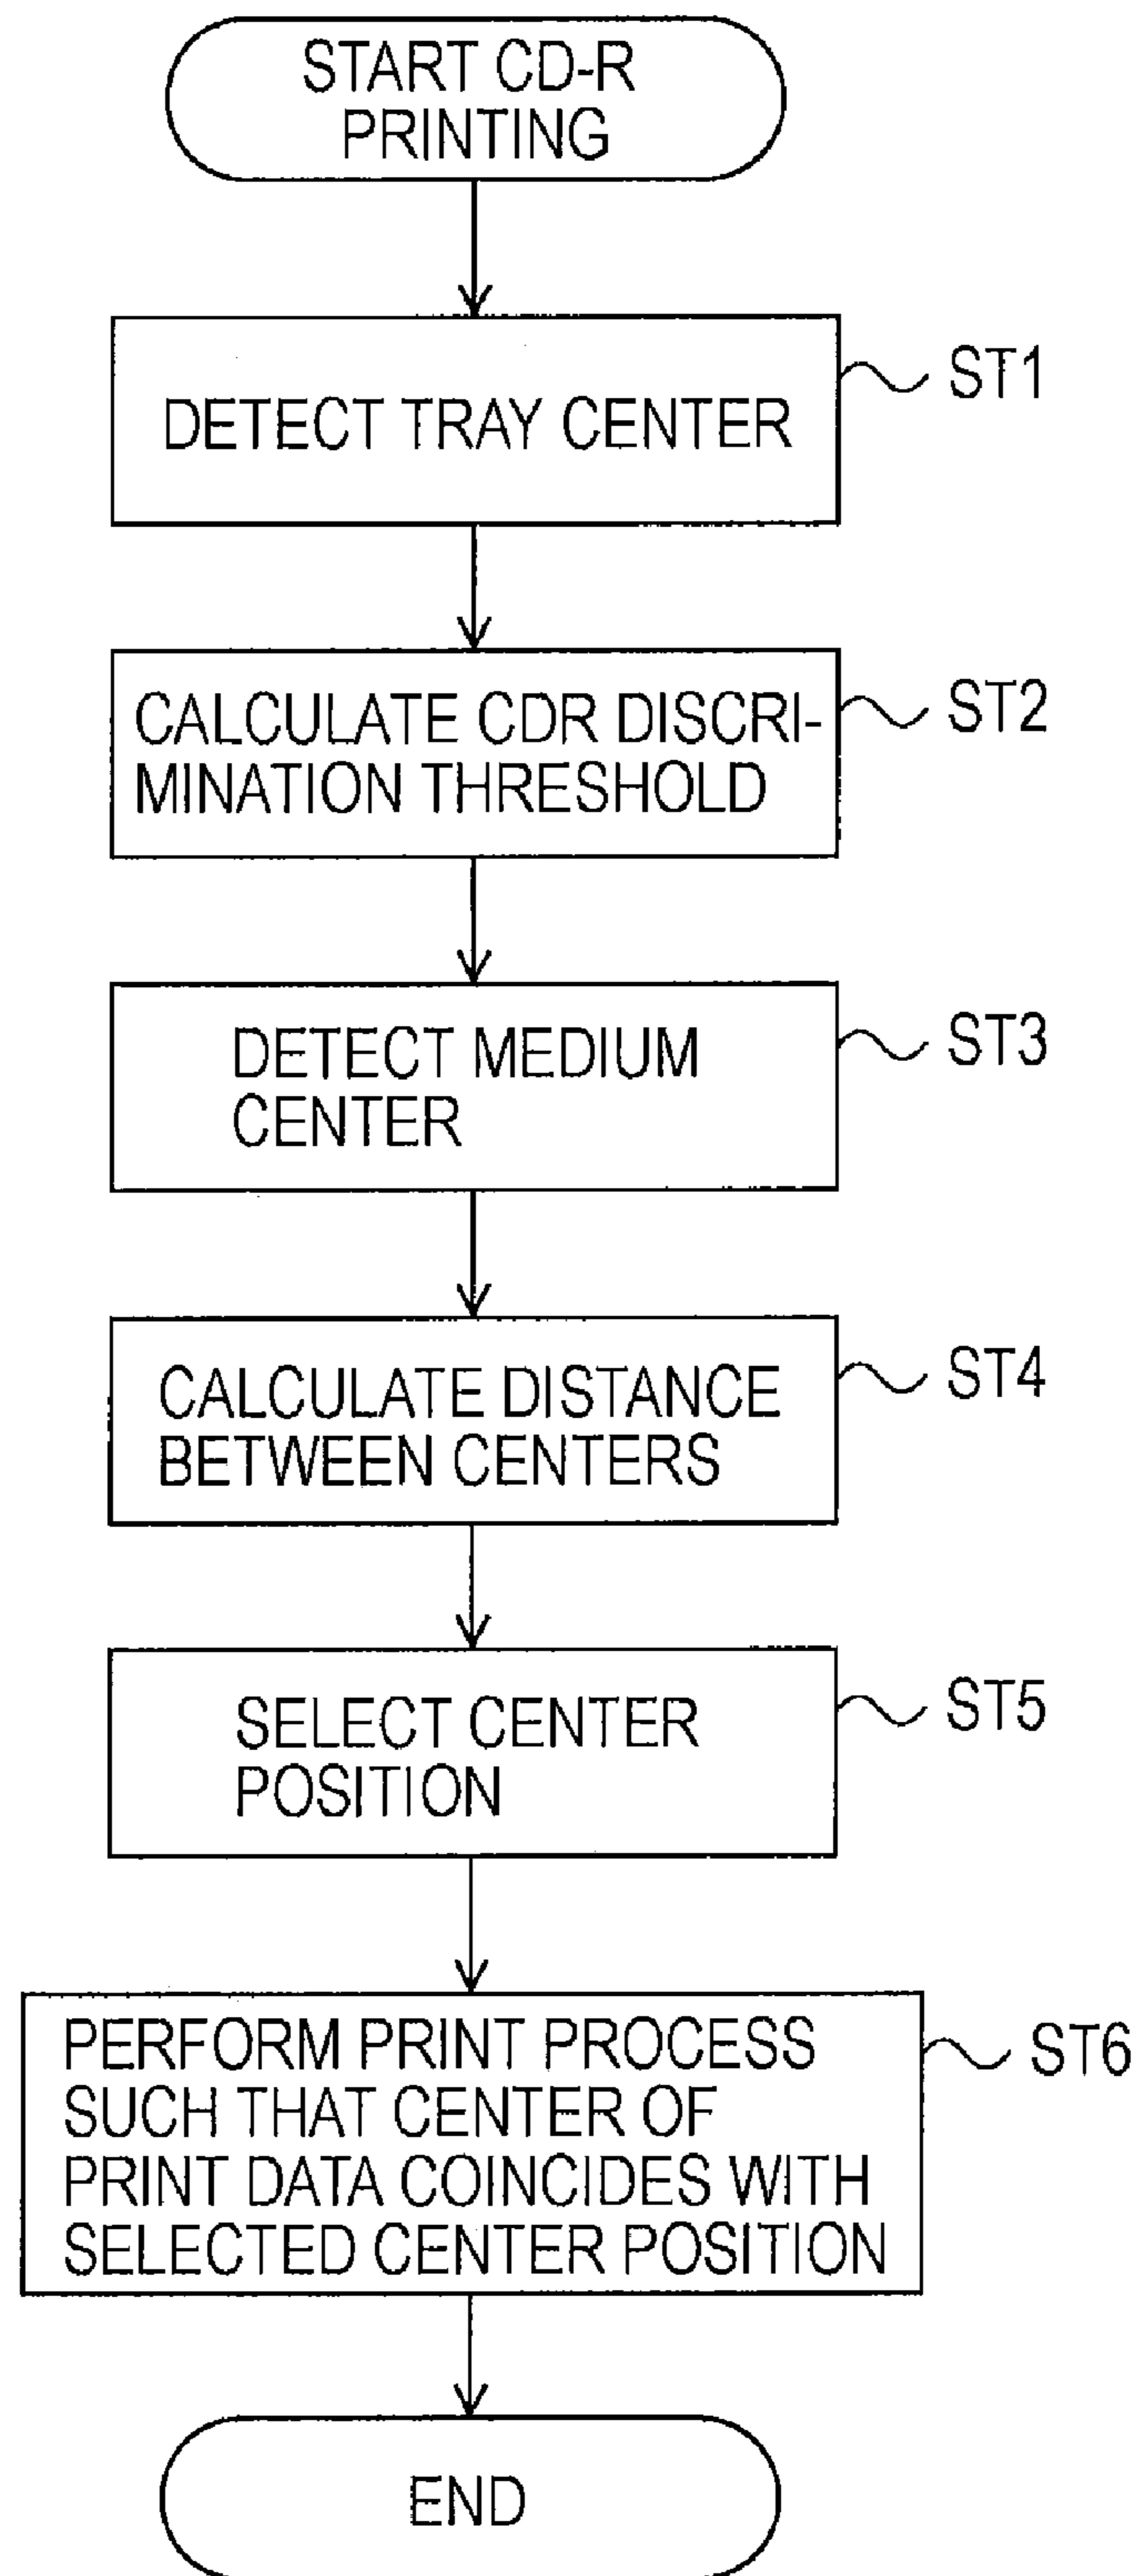 START CD-R
PRINTING
DETECT TRAY CENTER
ST1
CALCULATE CDR DISCRI-
MINATION THRESHOLD
ST2
DETECT MEDIUM
CENTER
ST3
CALCULATE DISTANCE
BETWEEN CENTERS
ST4
SELECT CENTER
POSITION
ST5
PERFORM PRINT PROCESS
SUCH THAT CENTER OF
PRINT DATA COINCIDES WITH
SELECTED CENTER POSITION
ST6
END